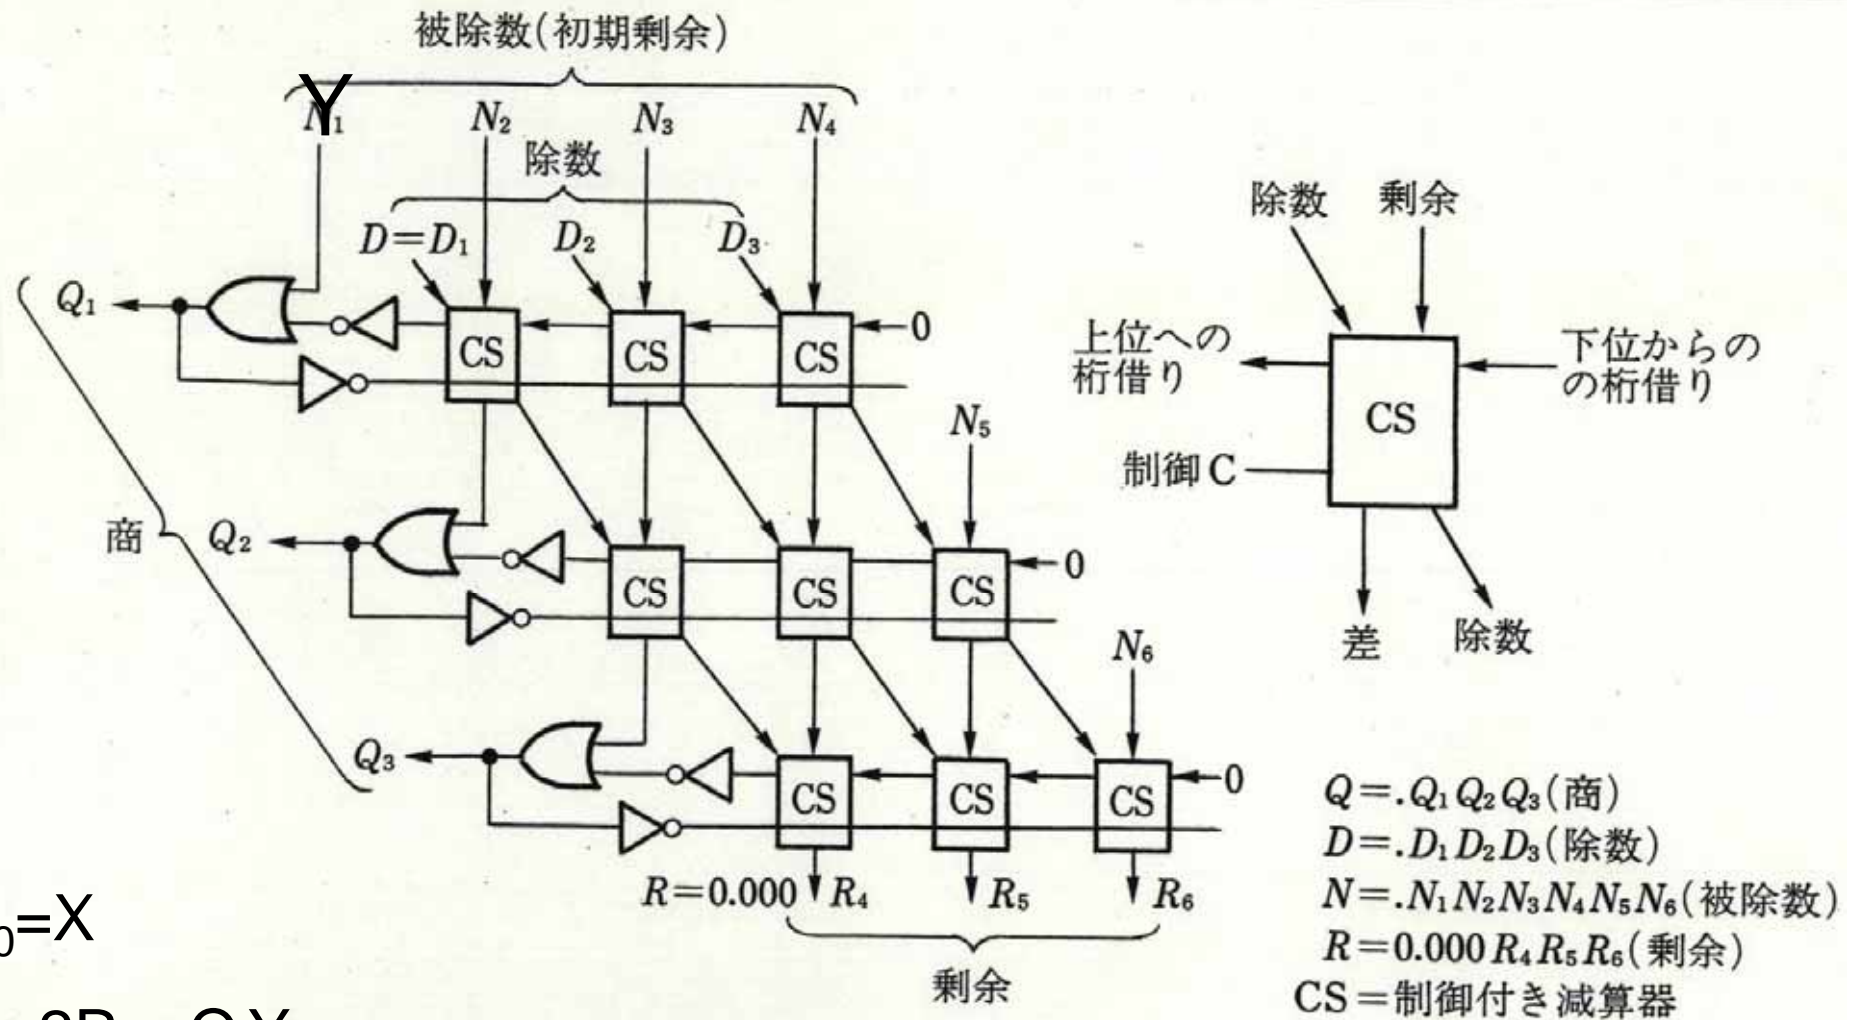 被除数(初期剰余)
Y
N₁ N₂ N₃ N₄
除数
D=D₁ D₂ D₃
Q₁
CS CS CS 0
N₅
商
Q₂
CS CS CS 0
N₆
Q₃
CS CS CS 0
R=0.000 R₄ R₅ R₆
剰余
除数 剰余
上位への
桁借り
下位からの
の桁借り
CS
制御 C
差 除数
Q=.Q₁Q₂Q₃(商)
D=.D₁D₂D₃(除数)
N=.N₁N₂N₃N₄N₅N₆(被除数)
R=0.000R₄R₅R₆(剰余)
CS=制御付き減算器
₀=X